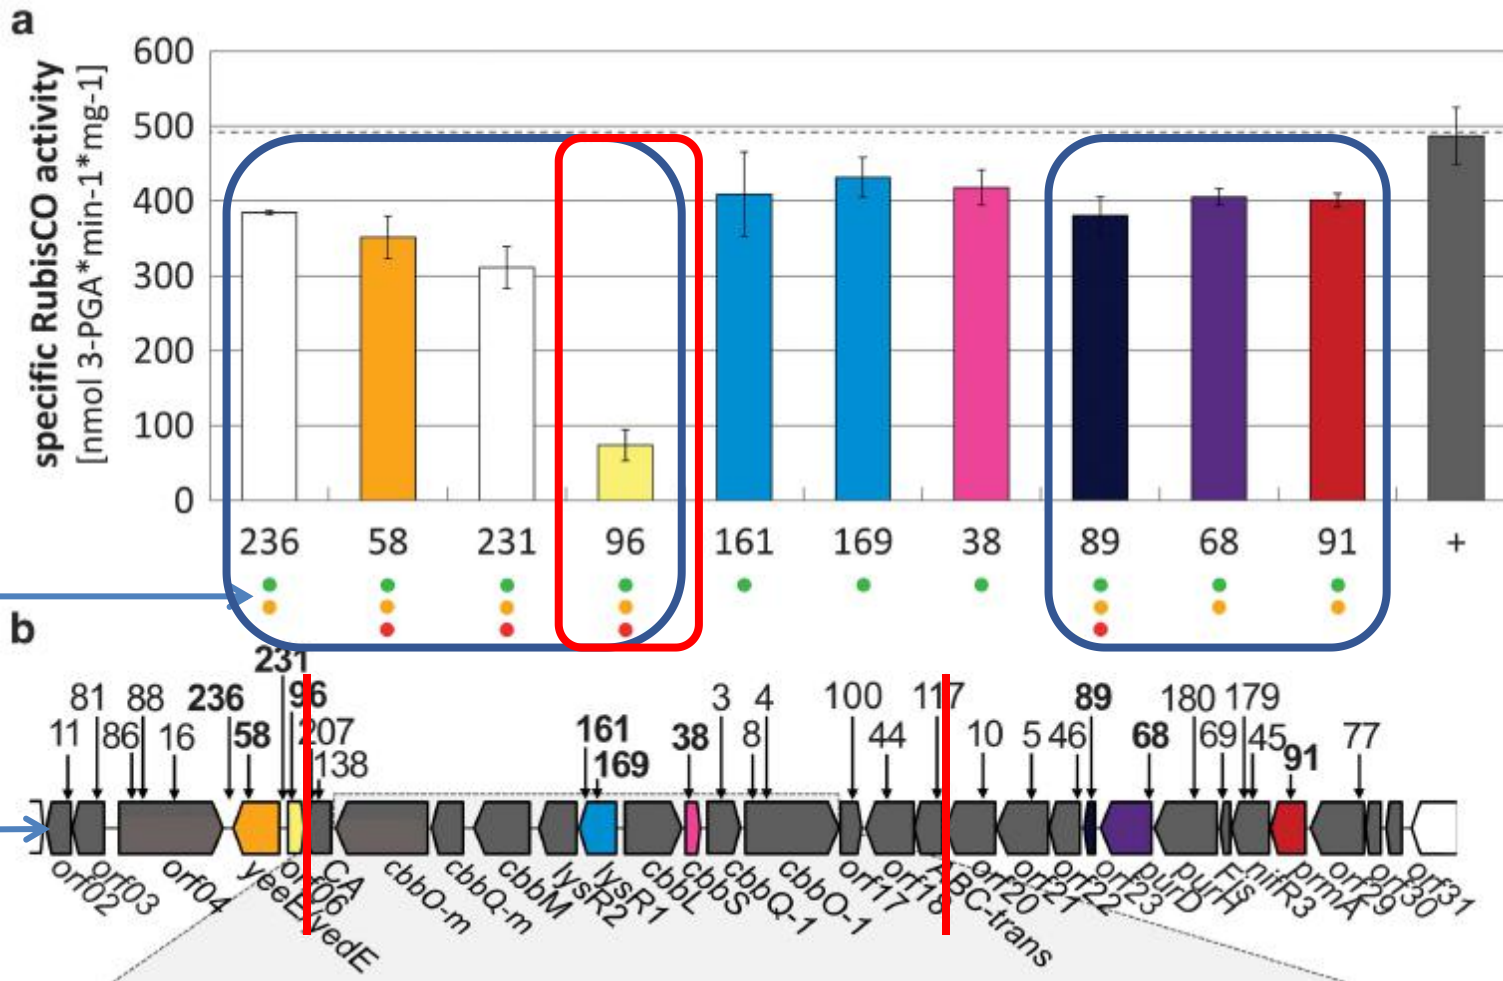 a
specific RubisCO activity
[nmol 3-PGA*min-1*mg-1]
600
500
400
300
200
100
0
236 58 231 96 161 169 38 89 68 91 +
b
231
81 88 236 96 3 4 100 117 89 180 179
11 86 16 58 207 161 38 8 44 10 5 46 68 69 45 91 77
138 169
orf02 orf03 orf04 yeeE/yedE orf06 CA cbbO-m cbbQ-m cbbM lysR2 lysR1 cbbL cbbS cbbQ-1 cbbO-1 orf17 orf18 ABC-trans orf20 orf21 orf22 orf23 purD purH Fis nifR3 prmA orf29 orf30 orf31